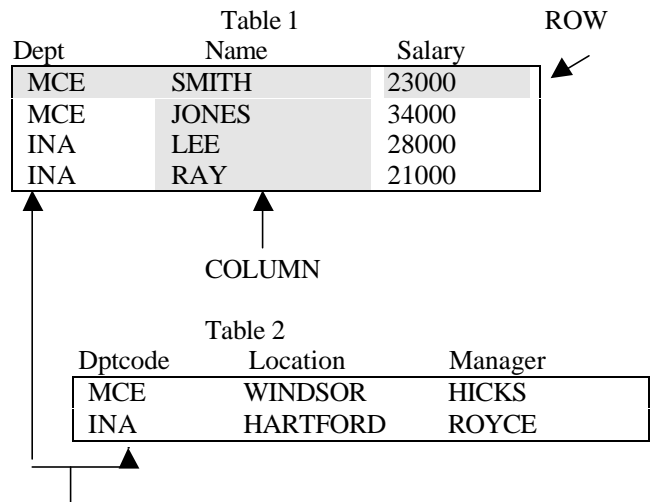 Table 1 ROW
Dept Name Salary
MCE SMITH 23000
MCE JONES 34000
INA LEE 28000
INA RAY 21000
COLUMN
Table 2
Dptcode Location Manager
MCE WINDSOR HICKS
INA HARTFORD ROYCE